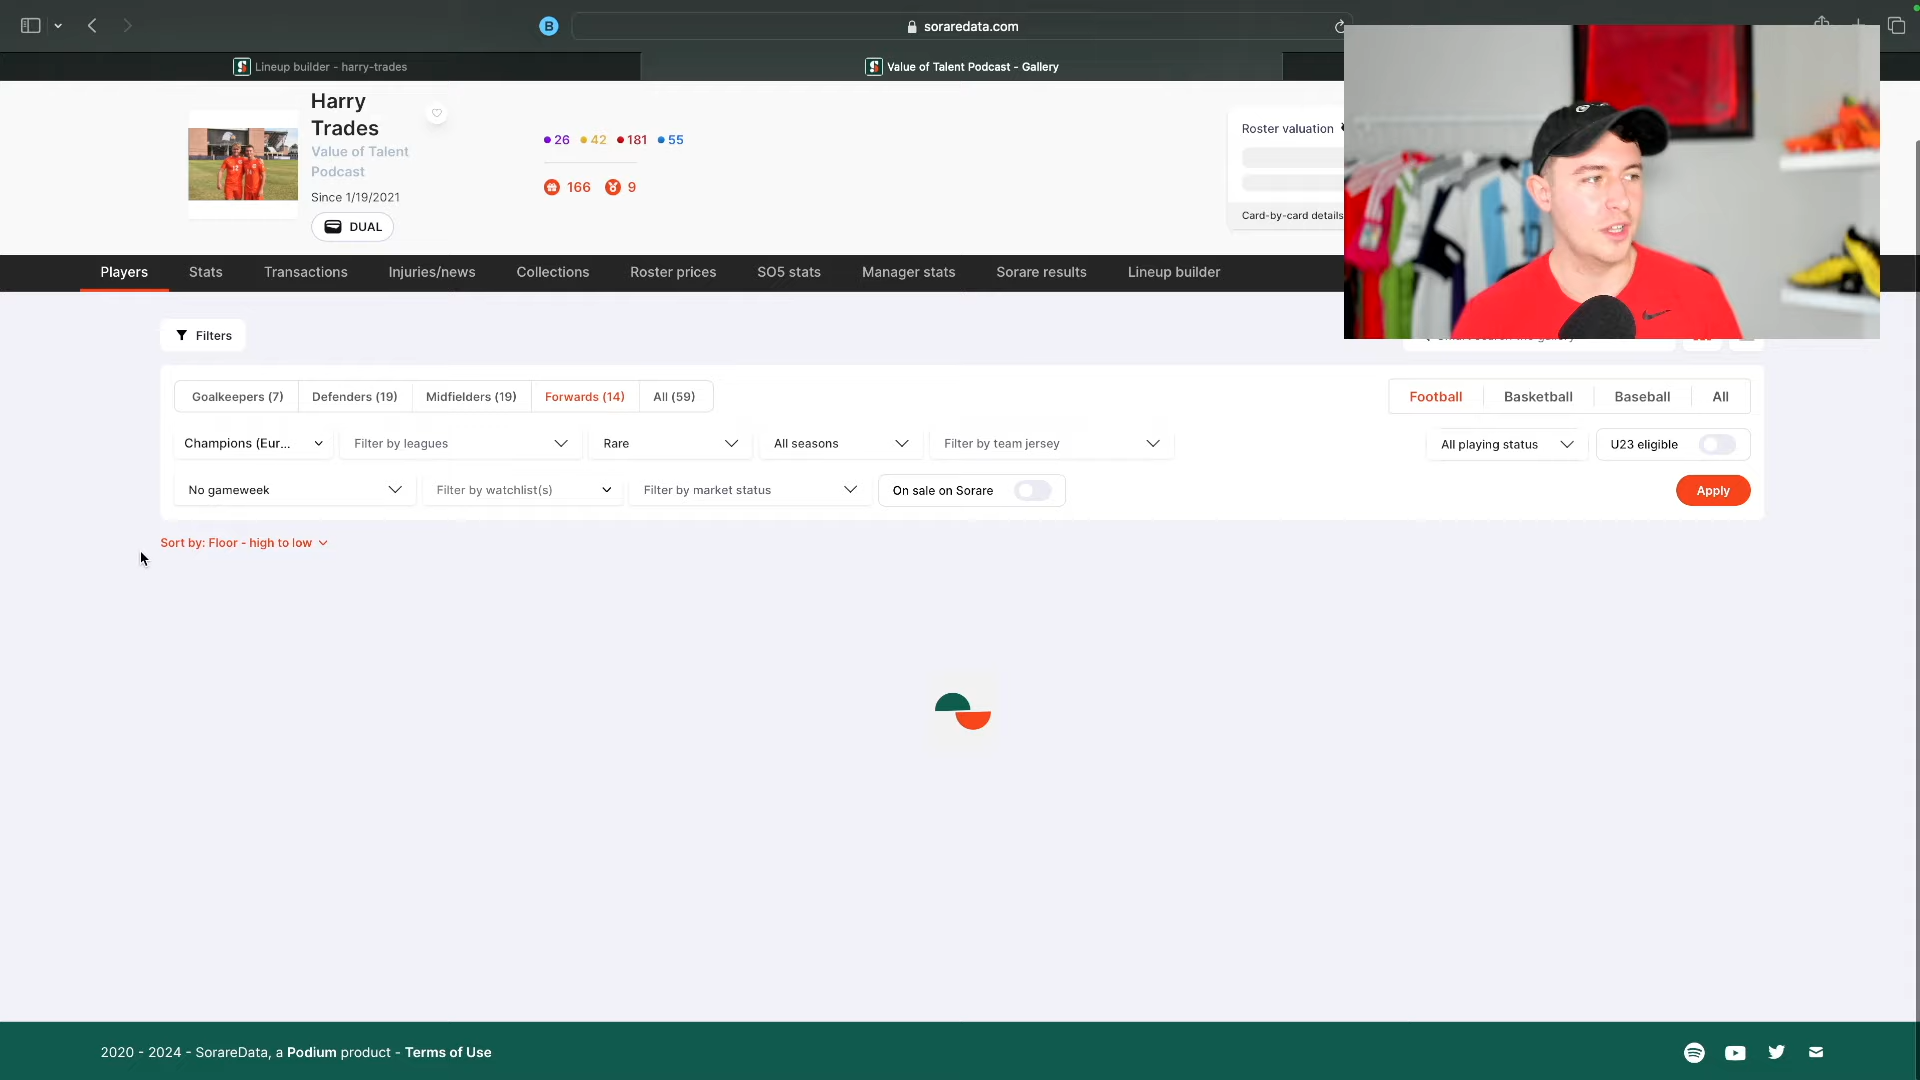 soraredata.com
Lineup builder - harry-trades
Value of Talent Podcast - Gallery
Harry
Trades
Value of Talent
Podcast
Since 1/19/2021
DUAL
26 42 181 55
166 9
Roster valuation
Card-by-card details
Players Stats Transactions Injuries/news Collections Roster prices SO5 stats Manager stats Sorare results Lineup builder
Filters
Goalkeepers (7) Defenders (19) Midfielders (19) Forwards (14) All (59)
Football Basketball Baseball All
Champions (Eur... Filter by leagues Rare All seasons Filter by team jersey All playing status U23 eligible
No gameweek Filter by watchlist(s) Filter by market status On sale on Sorare Apply
Sort by: Floor - high to low
2020 - 2024 - SorareData, a Podium product - Terms of Use